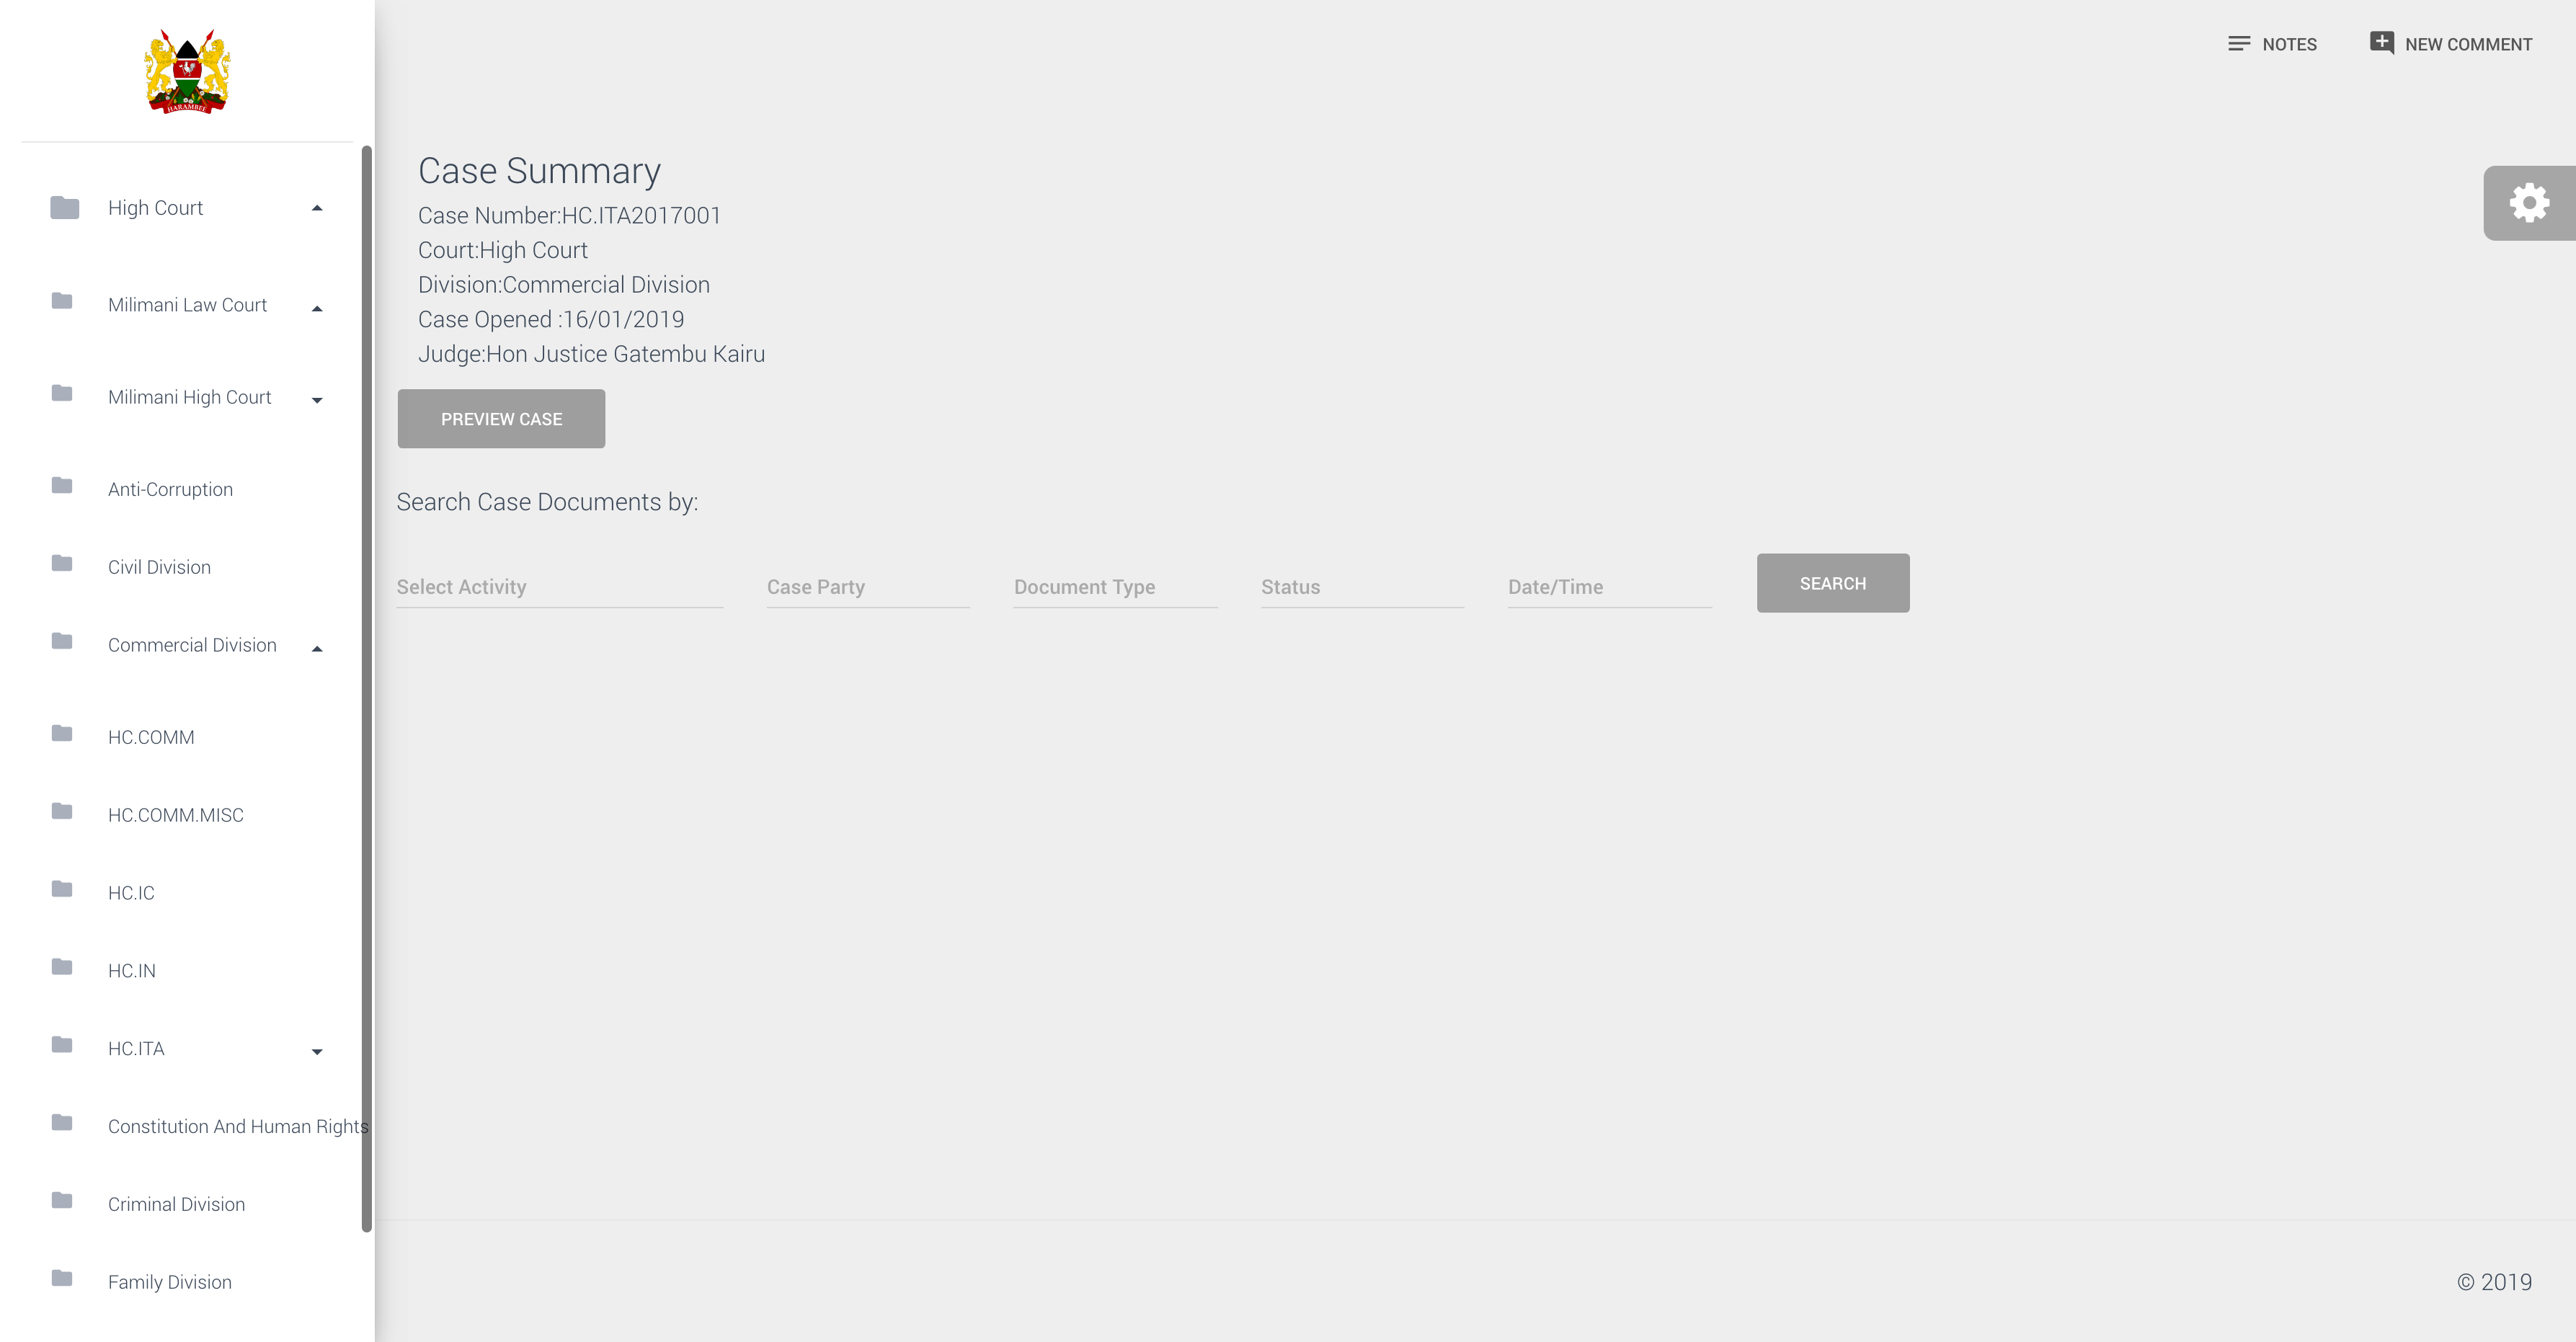 HARAMBEE
High Court
Milimani Law Court
Milimani High Court
Anti-Corruption
Civil Division
Commercial Division
HC.COMM
HC.COMM.MISC
HC.IC
HC.IN
HC.ITA
Constitution And Human Rights
Criminal Division
Family Division
NOTES
NEW COMMENT
Case Summary
Case Number:HC.ITA2017001
Court:High Court
Division:Commercial Division
Case Opened :16/01/2019
Judge:Hon Justice Gatembu Kairu
PREVIEW CASE
Search Case Documents by:
Select Activity Case Party Document Type Status Date/Time SEARCH
© 2019